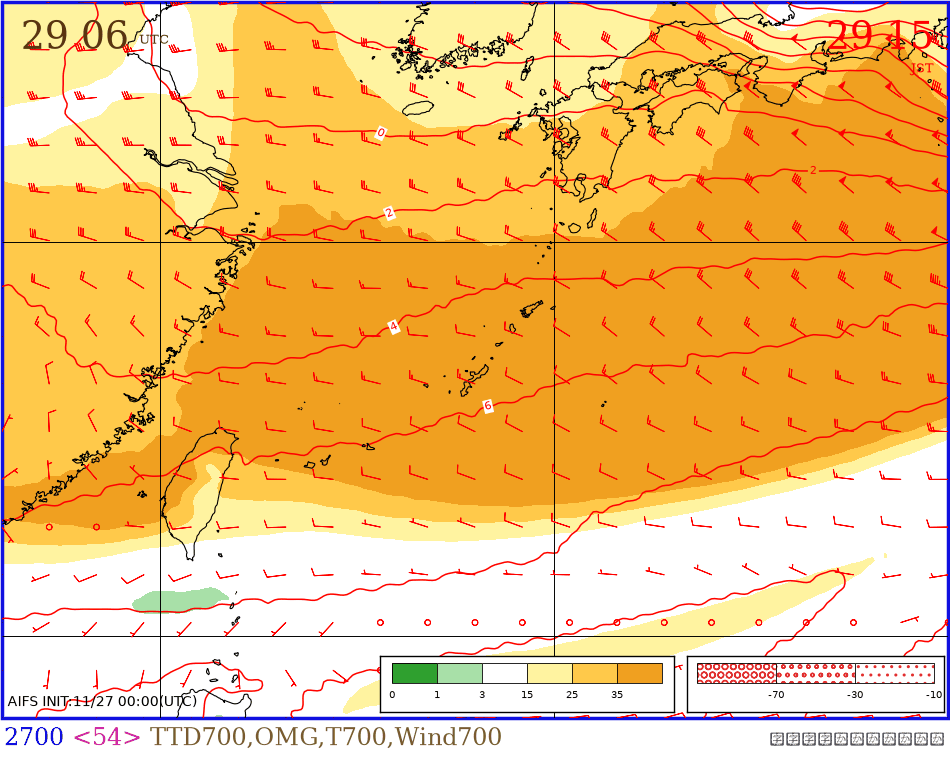 29 06 UTC
29 15 JST
0
2
2
4
6
0 1 3 15 25 35
-70 -30 -10
AIFS INIT:11/27 00:00(UTC)
2700 <54> TTD700,OMG,T700,Wind700